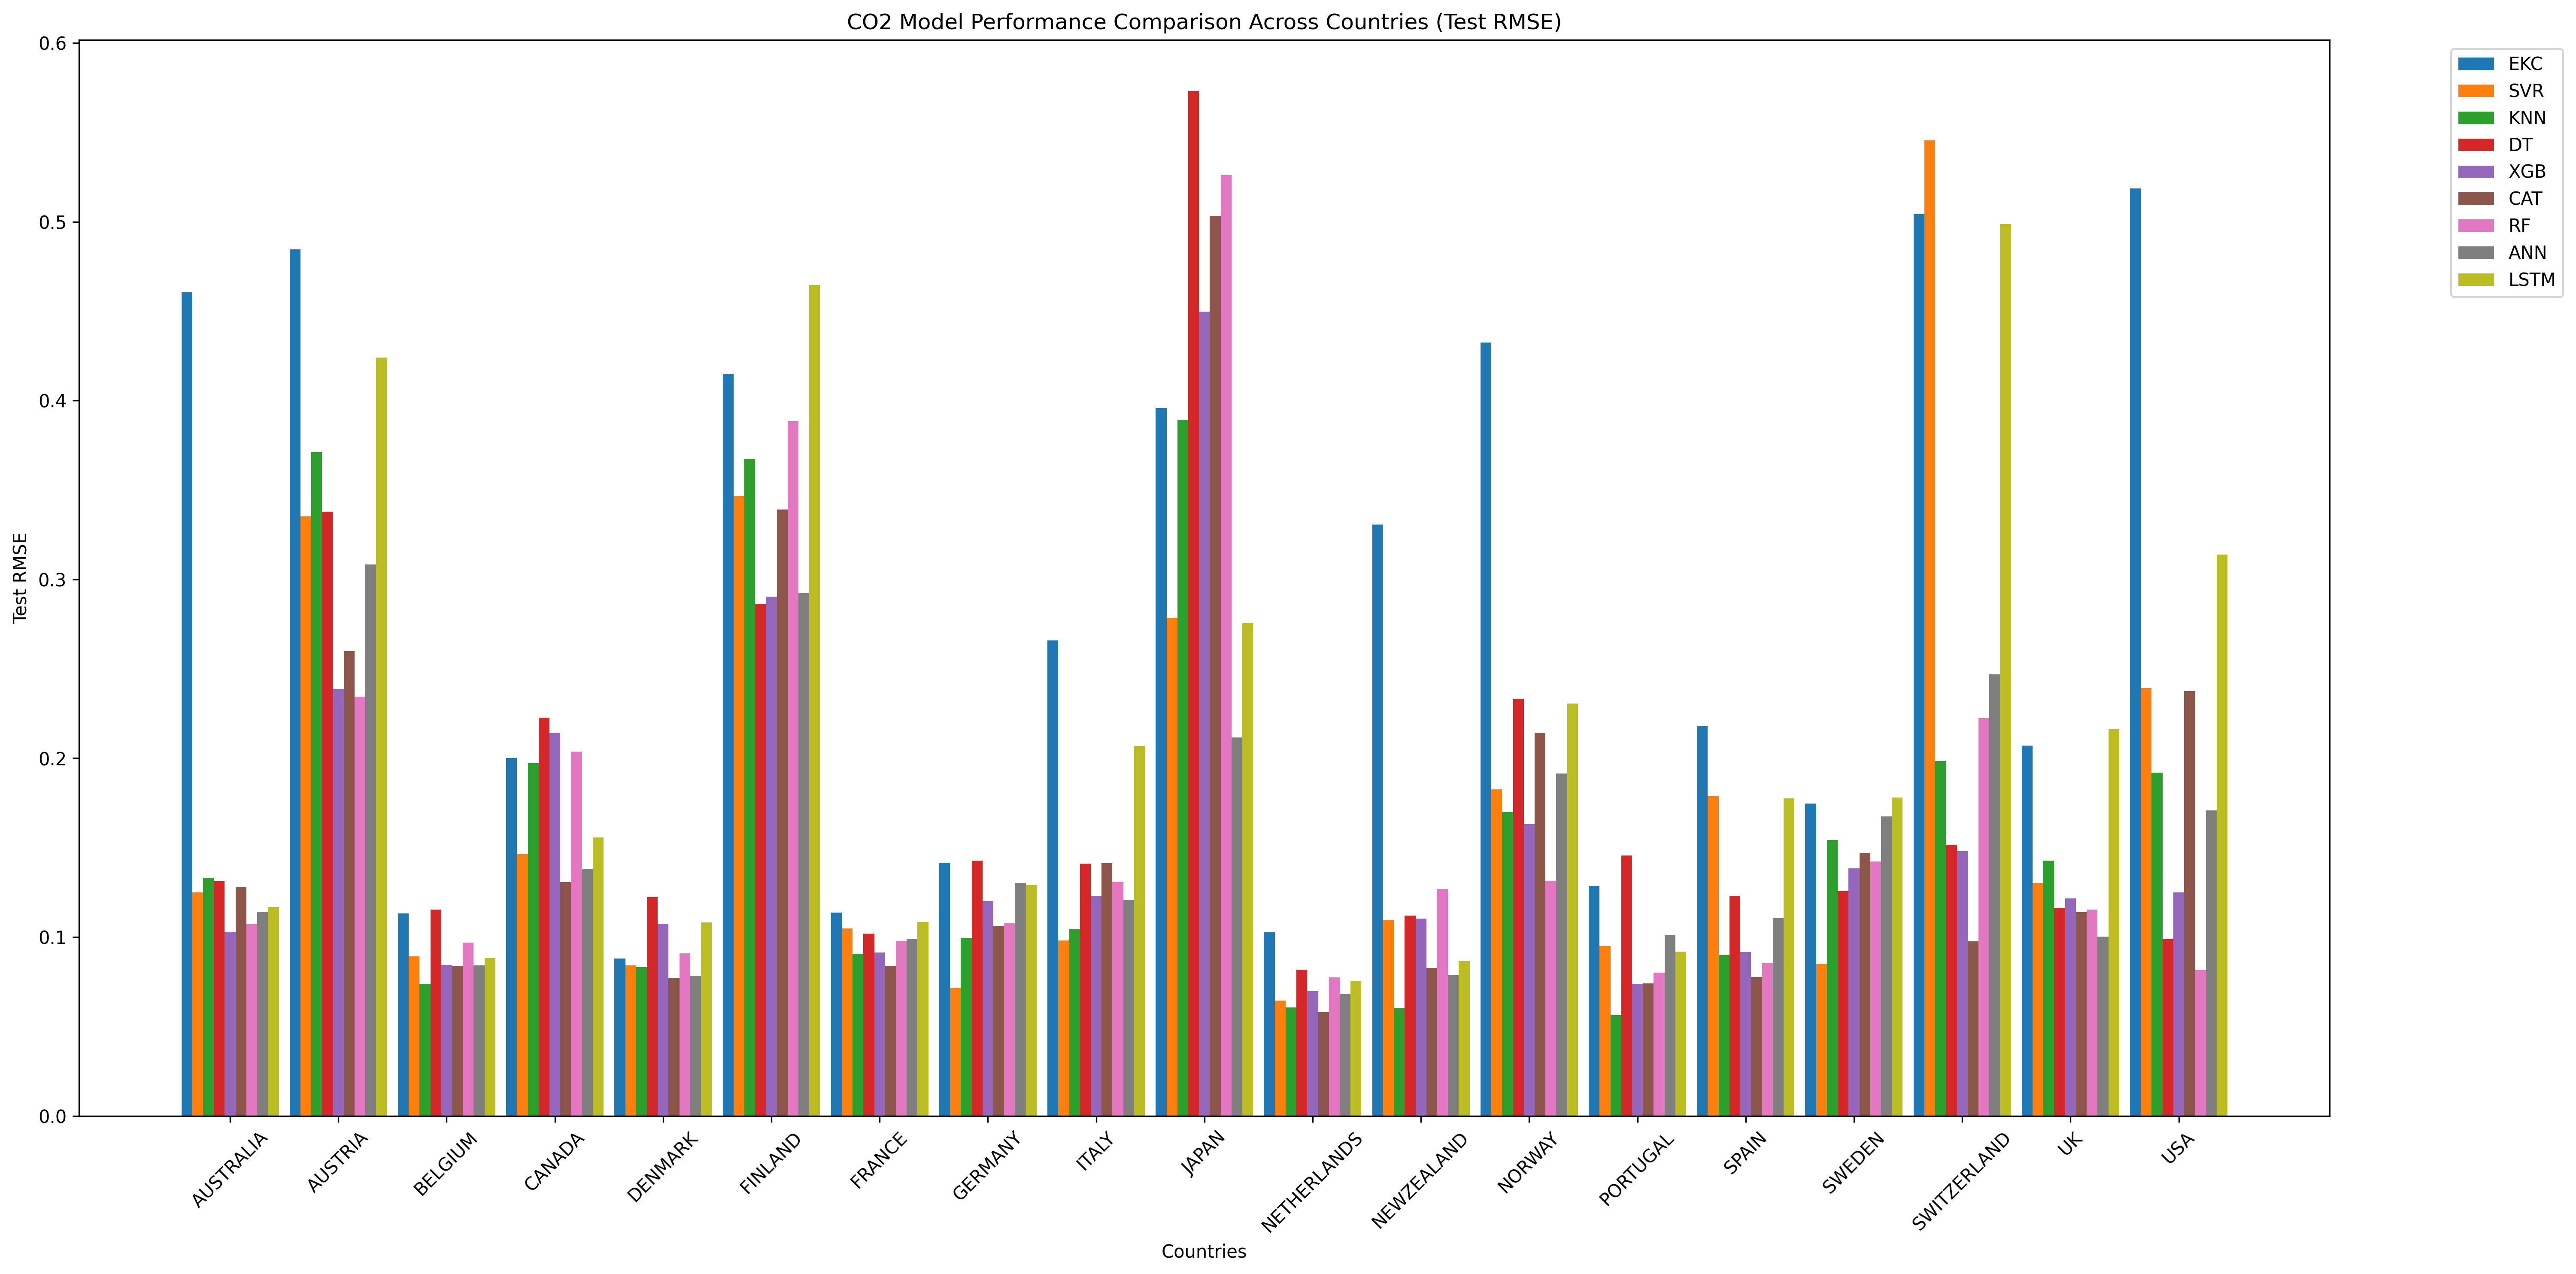 CO2 Model Performance Comparison Across Countries (Test RMSE)
0.6
0.5
0.4
0.3
0.2
0.1
0.0
Test RMSE
AUSTRALIA
AUSTRIA
BELGIUM
CANADA
DENMARK
FINLAND
FRANCE
GERMANY
ITALY
JAPAN
NETHERLANDS
NEWZEALAND
NORWAY
PORTUGAL
SPAIN
SWEDEN
SWITZERLAND
UK
USA
Countries
EKC
SVR
KNN
DT
XGB
CAT
RF
ANN
LSTM